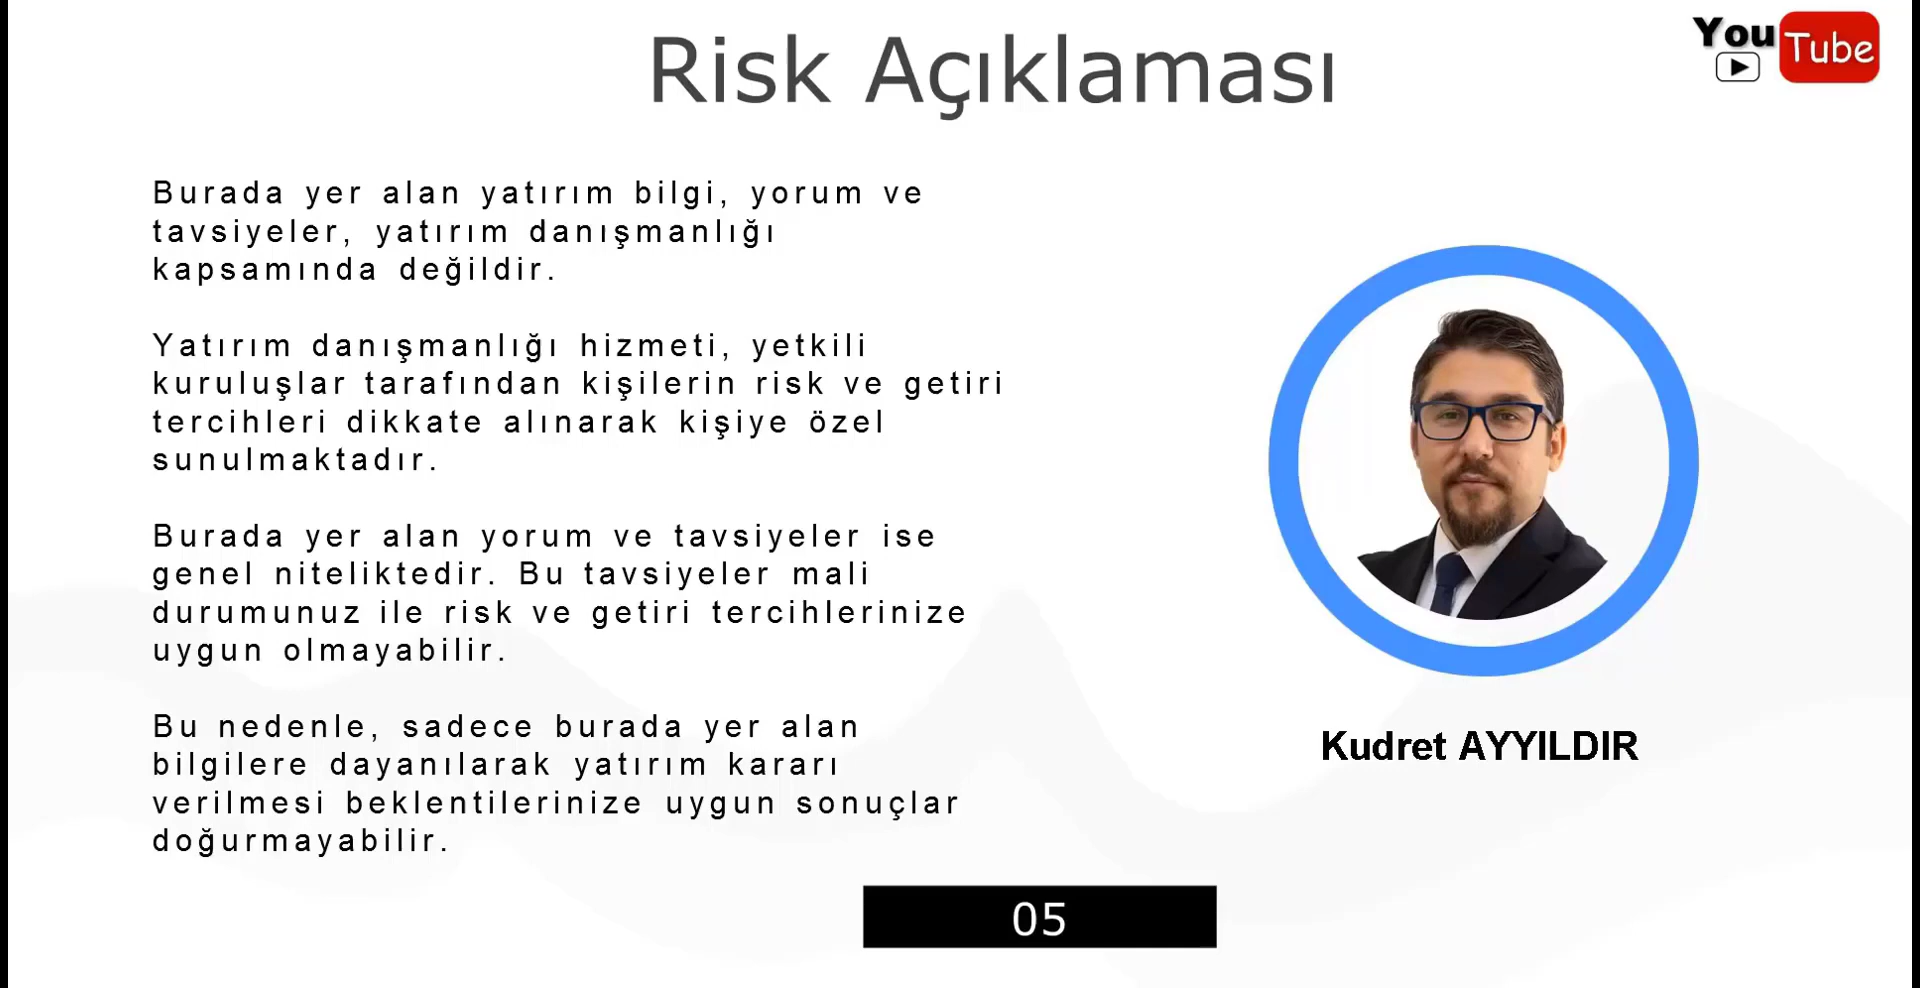 Risk Açıklaması
You Tube
Burada yer alan yatırım bilgi, yorum ve
tavsiyeler, yatırım danışmanlığı
kapsamında değildir.
Yatırım danışmanlığı hizmeti, yetkili
kuruluşlar tarafından kişilerin risk ve getiri
tercihleri dikkate alınarak kişiye özel
sunulmaktadır.
Burada yer alan yorum ve tavsiyeler ise
genel niteliktedir. Bu tavsiyeler mali
durumunuz ile risk ve getiri tercihlerinize
uygun olmayabilir.
Bu nedenle, sadece burada yer alan
bilgilere dayanılarak yatırım kararı
verilmesi beklentilerinize uygun sonuçlar
doğurmayabilir.
Kudret AYYILDIR
05